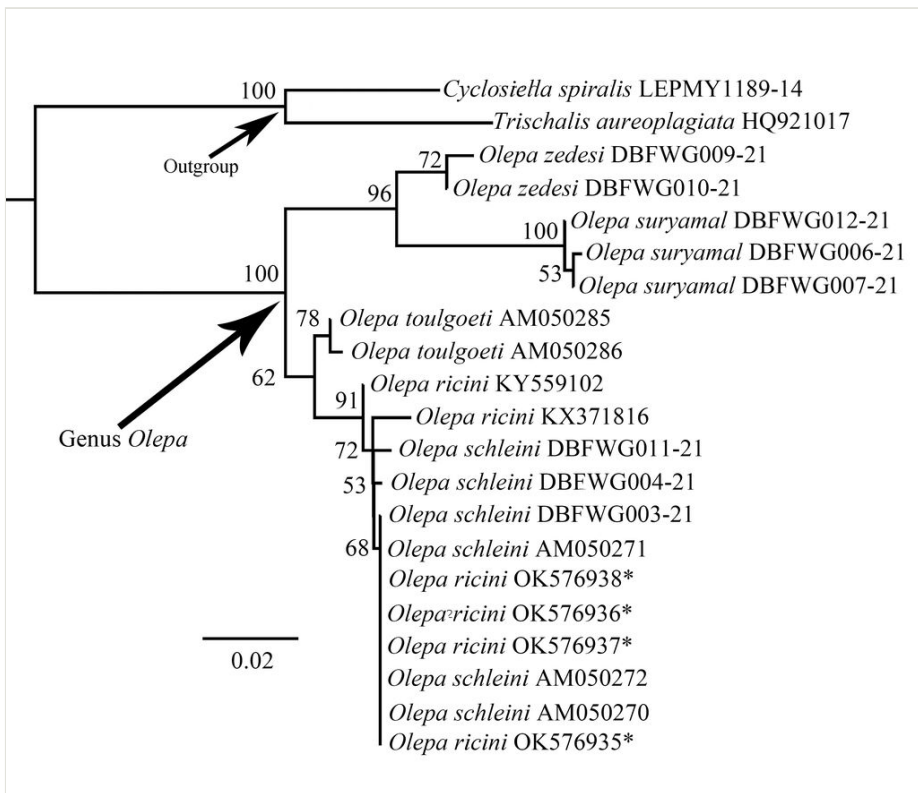 100
Cyclosiella spiralis LEPMY1189-14
Trischalis aureoplagiata HQ921017
Outgroup
72
Olepa zedesi DBFWG009-21
96
Olepa zedesi DBFWG010-21
100
Olepa suryamal DBFWG012-21
Olepa suryamal DBFWG006-21
53
Olepa suryamal DBFWG007-21
100
78
Olepa toulgoeti AM050285
Olepa toulgoeti AM050286
62
Olepa ricini KY559102
91
Olepa ricini KX371816
Genus Olepa
72
Olepa schleini DBFWG011-21
53
Olepa schleini DBFWG004-21
Olepa schleini DBFWG003-21
68
Olepa schleini AM050271
Olepa ricini OK576938*
Olepa ricini OK576936*
Olepa ricini OK576937*
0.02
Olepa schleini AM050272
Olepa schleini AM050270
Olepa ricini OK576935*